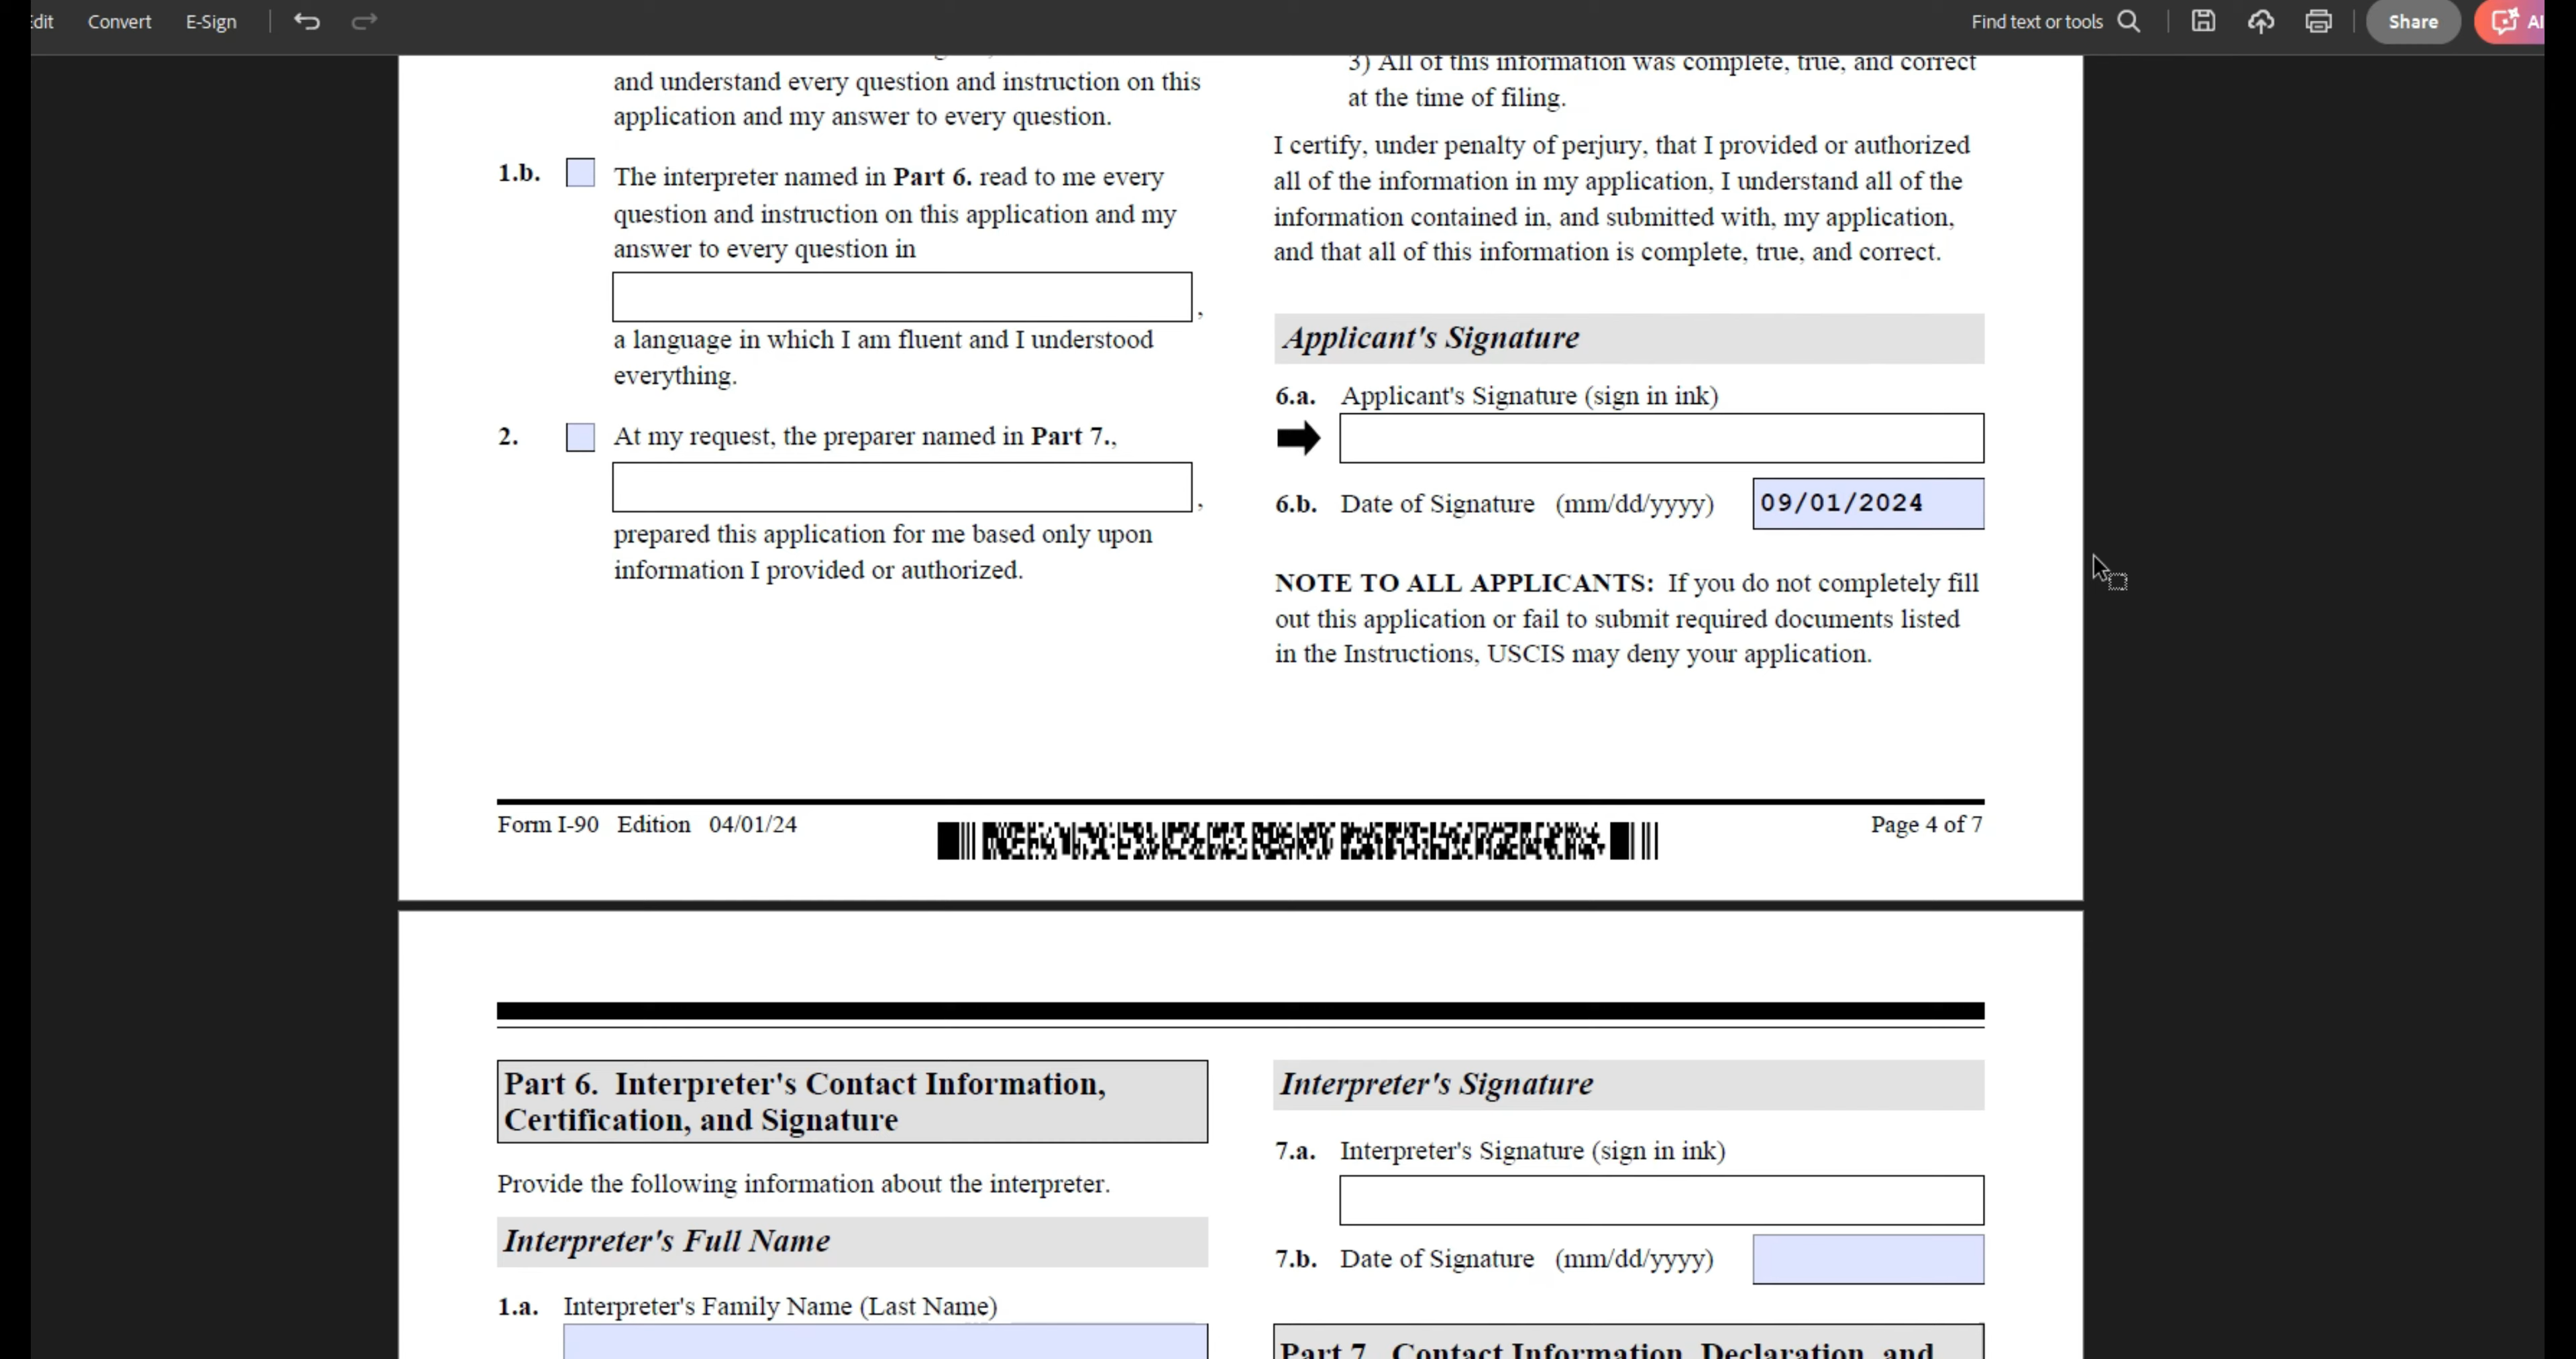 Edit Convert E-Sign
Find text or tools Share AI
and understand every question and instruction on this
application and my answer to every question.
1.b. The interpreter named in Part 6. read to me every
question and instruction on this application and my
answer to every question in
,
a language in which I am fluent and I understood
everything.
2. At my request, the preparer named in Part 7.,
,
prepared this application for me based only upon
information I provided or authorized.
3) All of this information was complete, true, and correct
at the time of filing.
I certify, under penalty of perjury, that I provided or authorized
all of the information in my application, I understand all of the
information contained in, and submitted with, my application,
and that all of this information is complete, true, and correct.
Applicant's Signature
6.a. Applicant's Signature (sign in ink)
6.b. Date of Signature (mm/dd/yyyy) 09/01/2024
NOTE TO ALL APPLICANTS: If you do not completely fill
out this application or fail to submit required documents listed
in the Instructions, USCIS may deny your application.
Form I-90 Edition 04/01/24
Page 4 of 7
Part 6. Interpreter's Contact Information,
Certification, and Signature
Provide the following information about the interpreter.
Interpreter's Full Name
1.a. Interpreter's Family Name (Last Name)
Interpreter's Signature
7.a. Interpreter's Signature (sign in ink)
7.b. Date of Signature (mm/dd/yyyy)
Part 7. Contact Information, Declaration, and